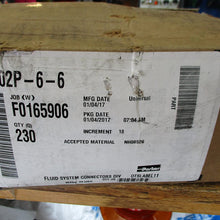 02P-6-6
JOB (W)
F0165906
QTY
230
MFG DATE
01/04/17
Universal
PKG DATE
01/04/2017 07:04 AM
INCREMENT 10
ACCEPTED MATERIAL
PART
Parker
FLUID SYSTEM CONNECTORS DIV